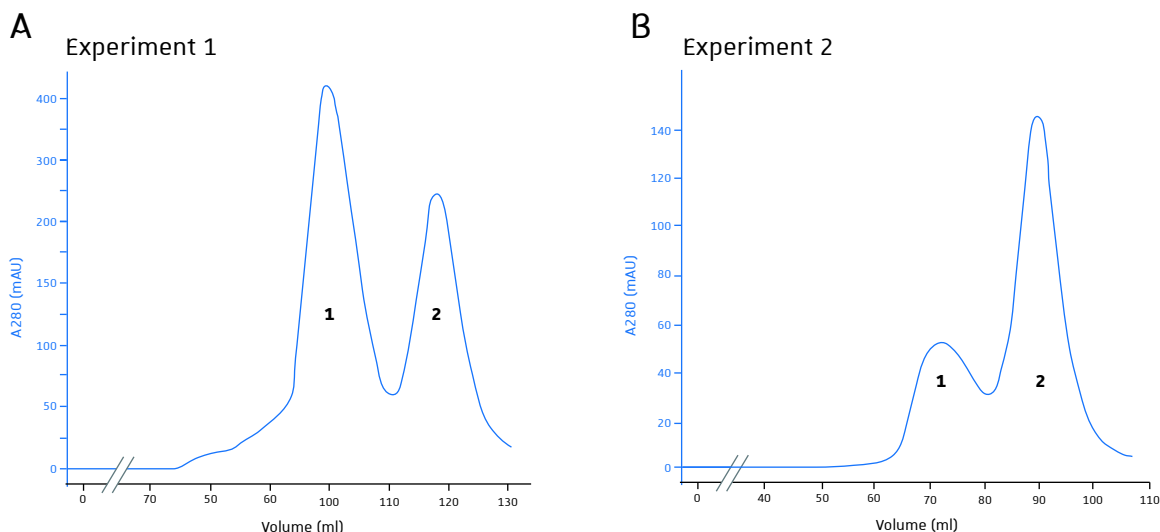 A
Experiment 1
400
300
200
150
100
50
0
A280 (mAU)
1
2
0 70 50 60 100 110 120 130
Volume (ml)
B
Experiment 2
140
120
100
80
60
40
20
0
A280 (mAU)
1
2
0 40 50 60 70 80 90 100 110
Volume (ml)